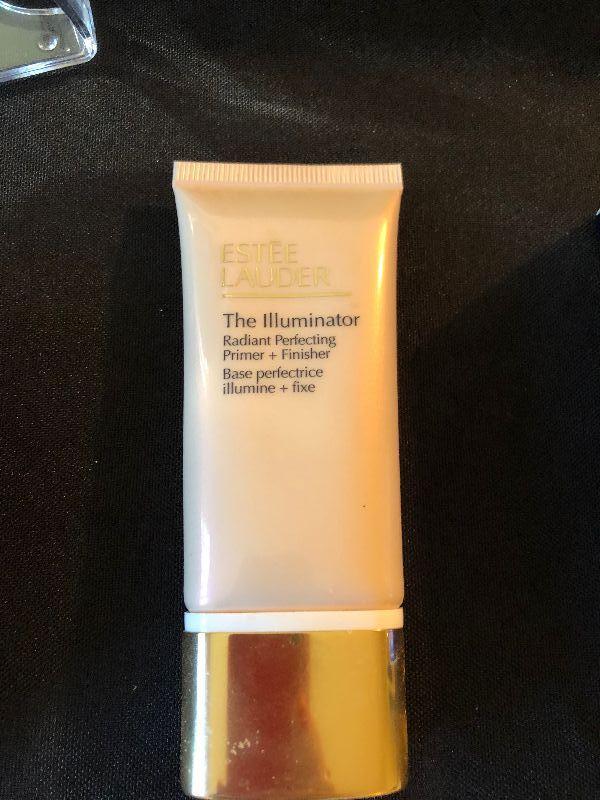 ESTĒE
LAUDER
The Illuminator
Radiant Perfecting
Primer + Finisher
Base perfectrice
illumine + fixe